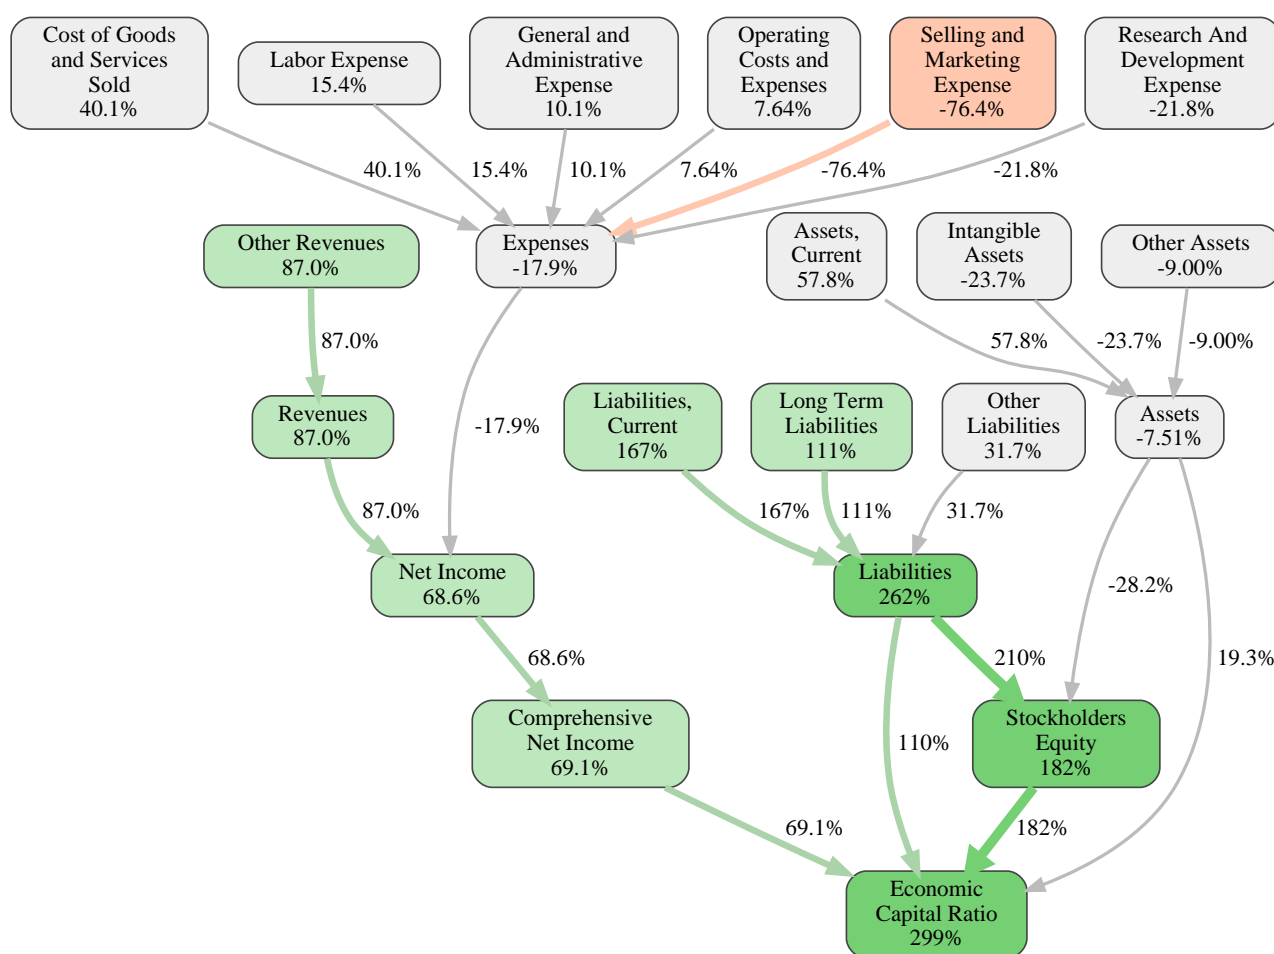 Cost of Goods
and Services
Sold
40.1%
Labor Expense
15.4%
General and
Administrative
Expense
10.1%
Operating
Costs and
Expenses
7.64%
Selling and
Marketing
Expense
-76.4%
Research And
Development
Expense
-21.8%
40.1%
15.4%
10.1%
7.64%
-76.4%
-21.8%
Other Revenues
87.0%
Expenses
-17.9%
Assets,
Current
57.8%
Intangible
Assets
-23.7%
Other Assets
-9.00%
87.0%
57.8%
-23.7%
-9.00%
Revenues
87.0%
-17.9%
Liabilities,
Current
167%
Long Term
Liabilities
111%
Other
Liabilities
31.7%
Assets
-7.51%
87.0%
167%
111%
31.7%
Net Income
68.6%
Liabilities
262%
-28.2%
68.6%
210%
19.3%
Comprehensive
Net Income
69.1%
110%
Stockholders
Equity
182%
69.1%
182%
Economic
Capital Ratio
299%